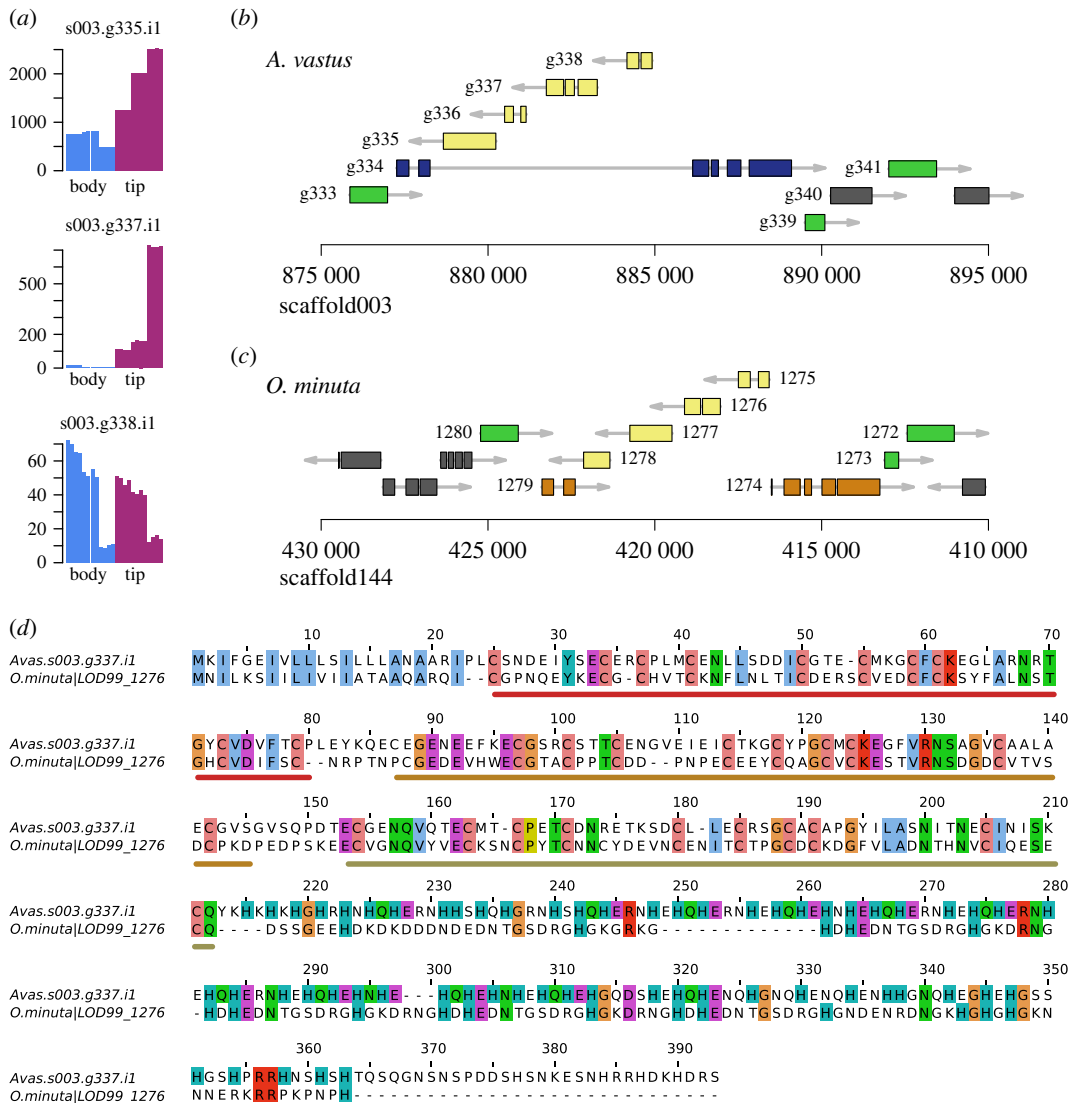 (a)
s003.g335.i1
2000
1000
0
body tip
s003.g337.i1
500
200
0
body tip
s003.g338.i1
60
40
20
0
body tip
(b)
A. vastus
g338
g337
g336
g335
g334
g341
g333
g340
g339
875 000 880 000 885 000 890 000 895 000
scaffold003
(c)
O. minuta
1275
1276
1280
1277
1272
1278
1273
1279
1274
430 000 425 000 420 000 415 000 410 000
scaffold144
(d)
10 20 30 40 50 60 70
Avas.s003.g337.i1 MKIFGEIVLLLSILLLANAARIPLCSNDEIYSECERCPLMCENLLSDDICGTE-CMKGCFCKEGLARNRT
O.minuta|LOD99_1276 MNILKSIILIVIIATAAQARQI--CGPNQEYKECG-CHVTCKNFLNLTICDERSCVEDCFCKSYFALNST
80 90 100 110 120 130 140
Avas.s003.g337.i1 GYCVDVFTCPLEYKQECEGENEEFKECGSRCSTTCENGVEIEICTKGCYPGCMCKEGFVRNSAGVCAALA
O.minuta|LOD99_1276 GHCVDIFSC--NRPTNPCGEDEVHWECGTACPPTCDD--PNPECEEYCQAGCVCKESTVRNSDGDCVTVS
150 160 170 180 190 200 210
Avas.s003.g337.i1 ECGVSGVSQPDTECGENQVQTECMT-CPETCDNRETKSDCL-LECRSGCACAPGYILASNITNECINISK
O.minuta|LOD99_1276 DCPKDPEDPSKEECVGNQVYVECKSNCPYTCNNCYDEVNCENITCTPGCDCKDGFVLADNTHNVCIQESE
220 230 240 250 260 270 280
Avas.s003.g337.i1 CQYKHKHKHGHRHNHQHERNHHSHQHGRNHSHQHERNHEHQHERNHEHQHEHNHEHQHERNHEHQHERNH
O.minuta|LOD99_1276 CQ----DSSGEEHDKDKDDDNDEDNTGSDRGHGKGRKG-------------HDHEDNTGSDRGHGKDRNG
290 300 310 320 330 340 350
Avas.s003.g337.i1 EHQHERNHEHQHEHNHE---HQHEHNHEHQHEHGQDSHEHQHENQHGNQHENQHENHHGNQHEGHEHGSS
O.minuta|LOD99_1276 -HDHEDNTGSDRGHGKDRNGHDHEDNTGSDRGHGKDRNGHDHEDNTGSDRGHGNDENRDNGKHGHGHGKN
360 370 380 390
Avas.s003.g337.i1 HGSHPRRHNSHSHTQSQGNSNSPDDSHSNKESNHRRHDKHDRS
O.minuta|LOD99_1276 NNERKRRPKPNPH------------------------------